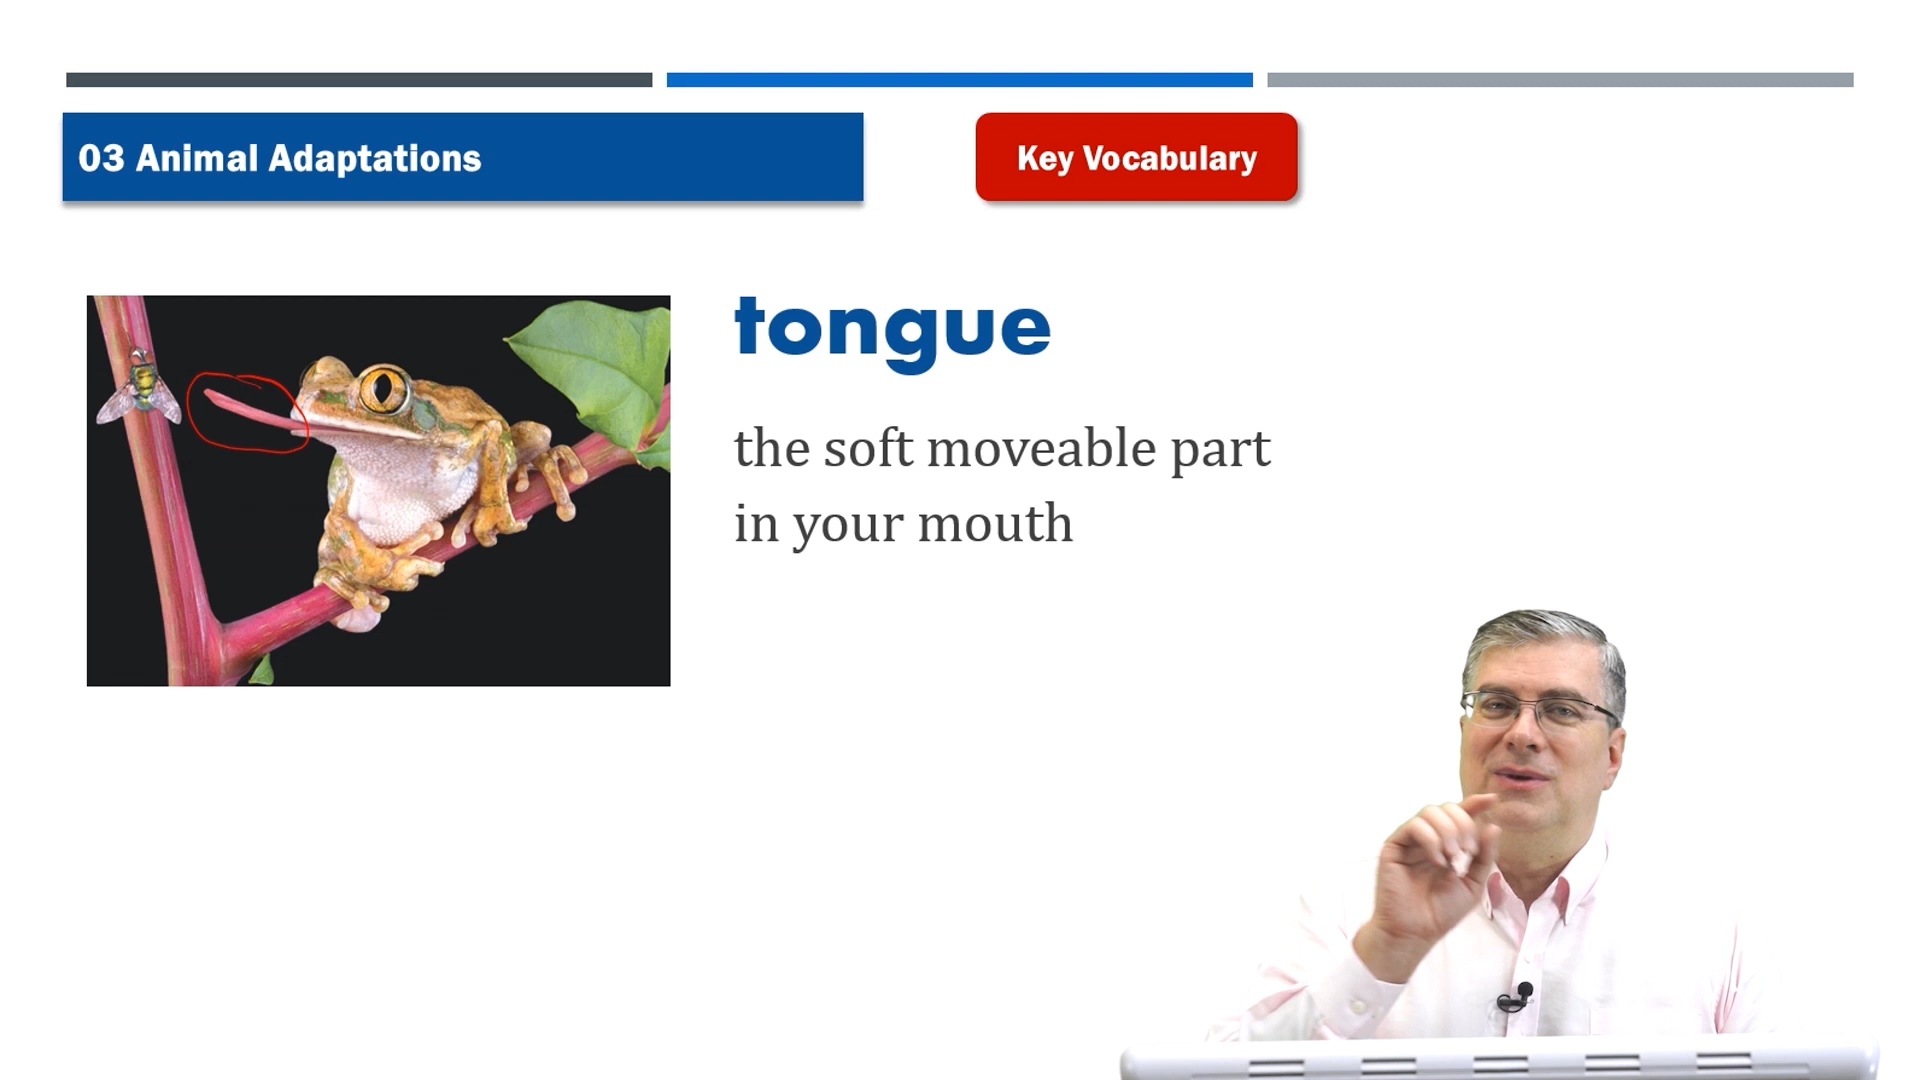 03 Animal Adaptations
Key Vocabulary
tongue
the soft moveable part
in your mouth